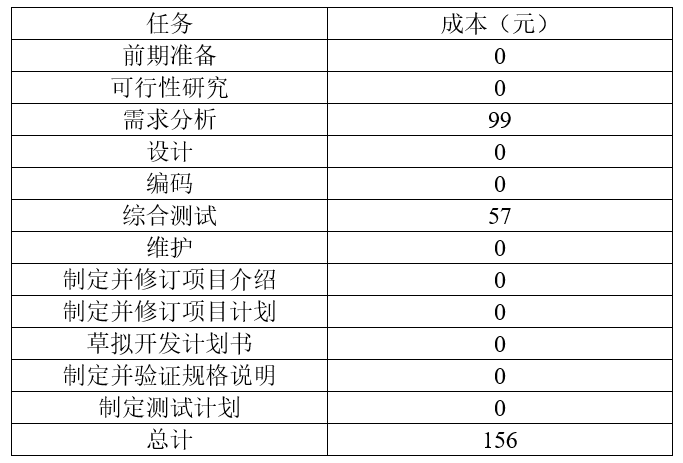 任务 成本（元）
前期准备 0
可行性研究 0
需求分析 99
设计 0
编码 0
综合测试 57
维护 0
制定并修订项目介绍 0
制定并修订项目计划 0
草拟开发计划书 0
制定并验证规格说明 0
制定测试计划 0
总计 156